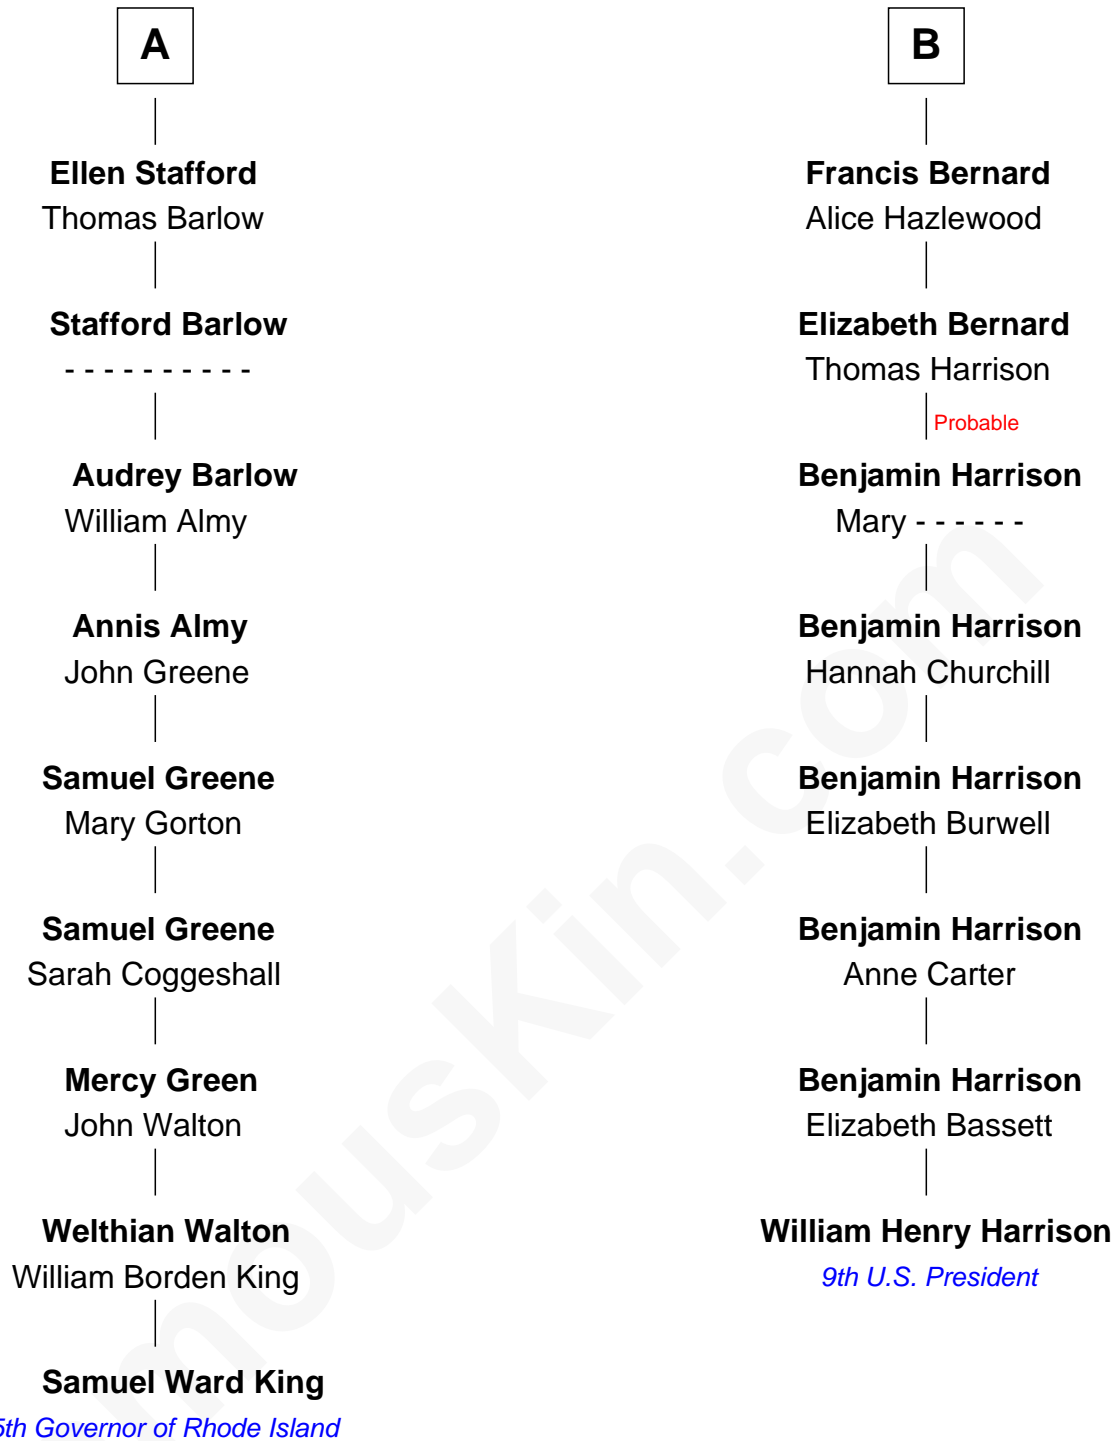 A
Ellen Stafford
Thomas Barlow
Stafford Barlow
- - - - - - - - - -
Audrey Barlow
William Almy
Annis Almy
John Greene
Samuel Greene
Mary Gorton
Samuel Greene
Sarah Coggeshall
Mercy Green
John Walton
Welthian Walton
William Borden King
Samuel Ward King
5th Governor of Rhode Island
B
Francis Bernard
Alice Hazlewood
Elizabeth Bernard
Thomas Harrison
Probable
Benjamin Harrison
Mary - - - - - -
Benjamin Harrison
Hannah Churchill
Benjamin Harrison
Elizabeth Burwell
Benjamin Harrison
Anne Carter
Benjamin Harrison
Elizabeth Bassett
William Henry Harrison
9th U.S. President
mousKin.com